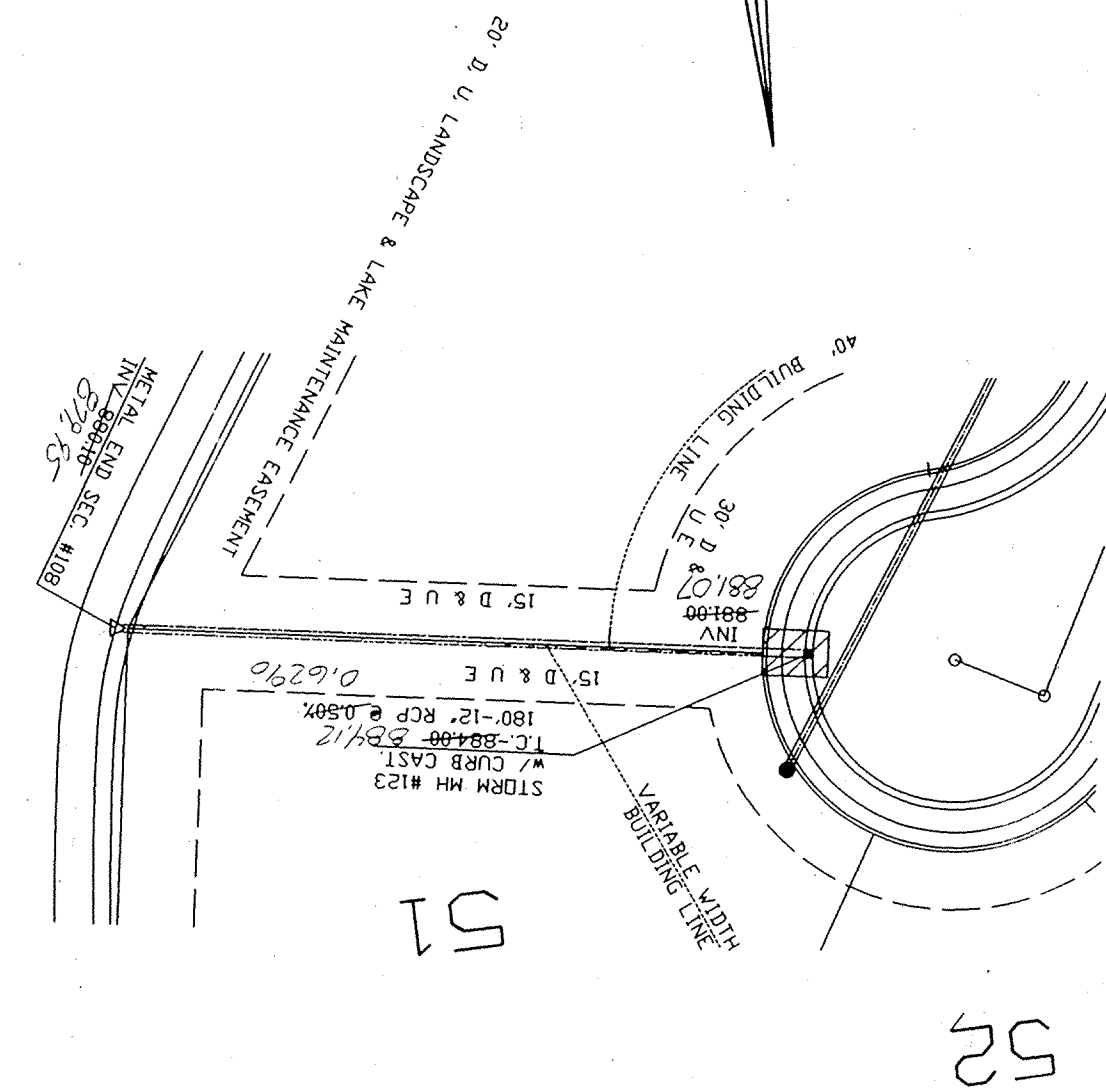 20' D. U. LANDSCAPE & LAKE MAINTENANCE EASEMENT
METAL END SEC. #108
INV 880.10
879.95
40' BUILDING LINE
30' D &
U E
881.07
881.00
INV
15' D & U E
15' D & U E
0.62%
STORM MH #123
W/ CURB CAST.
T.C.-884.00 884.12
180'-12" RCP @ 0.50%
VARIABLE WIDTH
BUILDING LINE
51
52